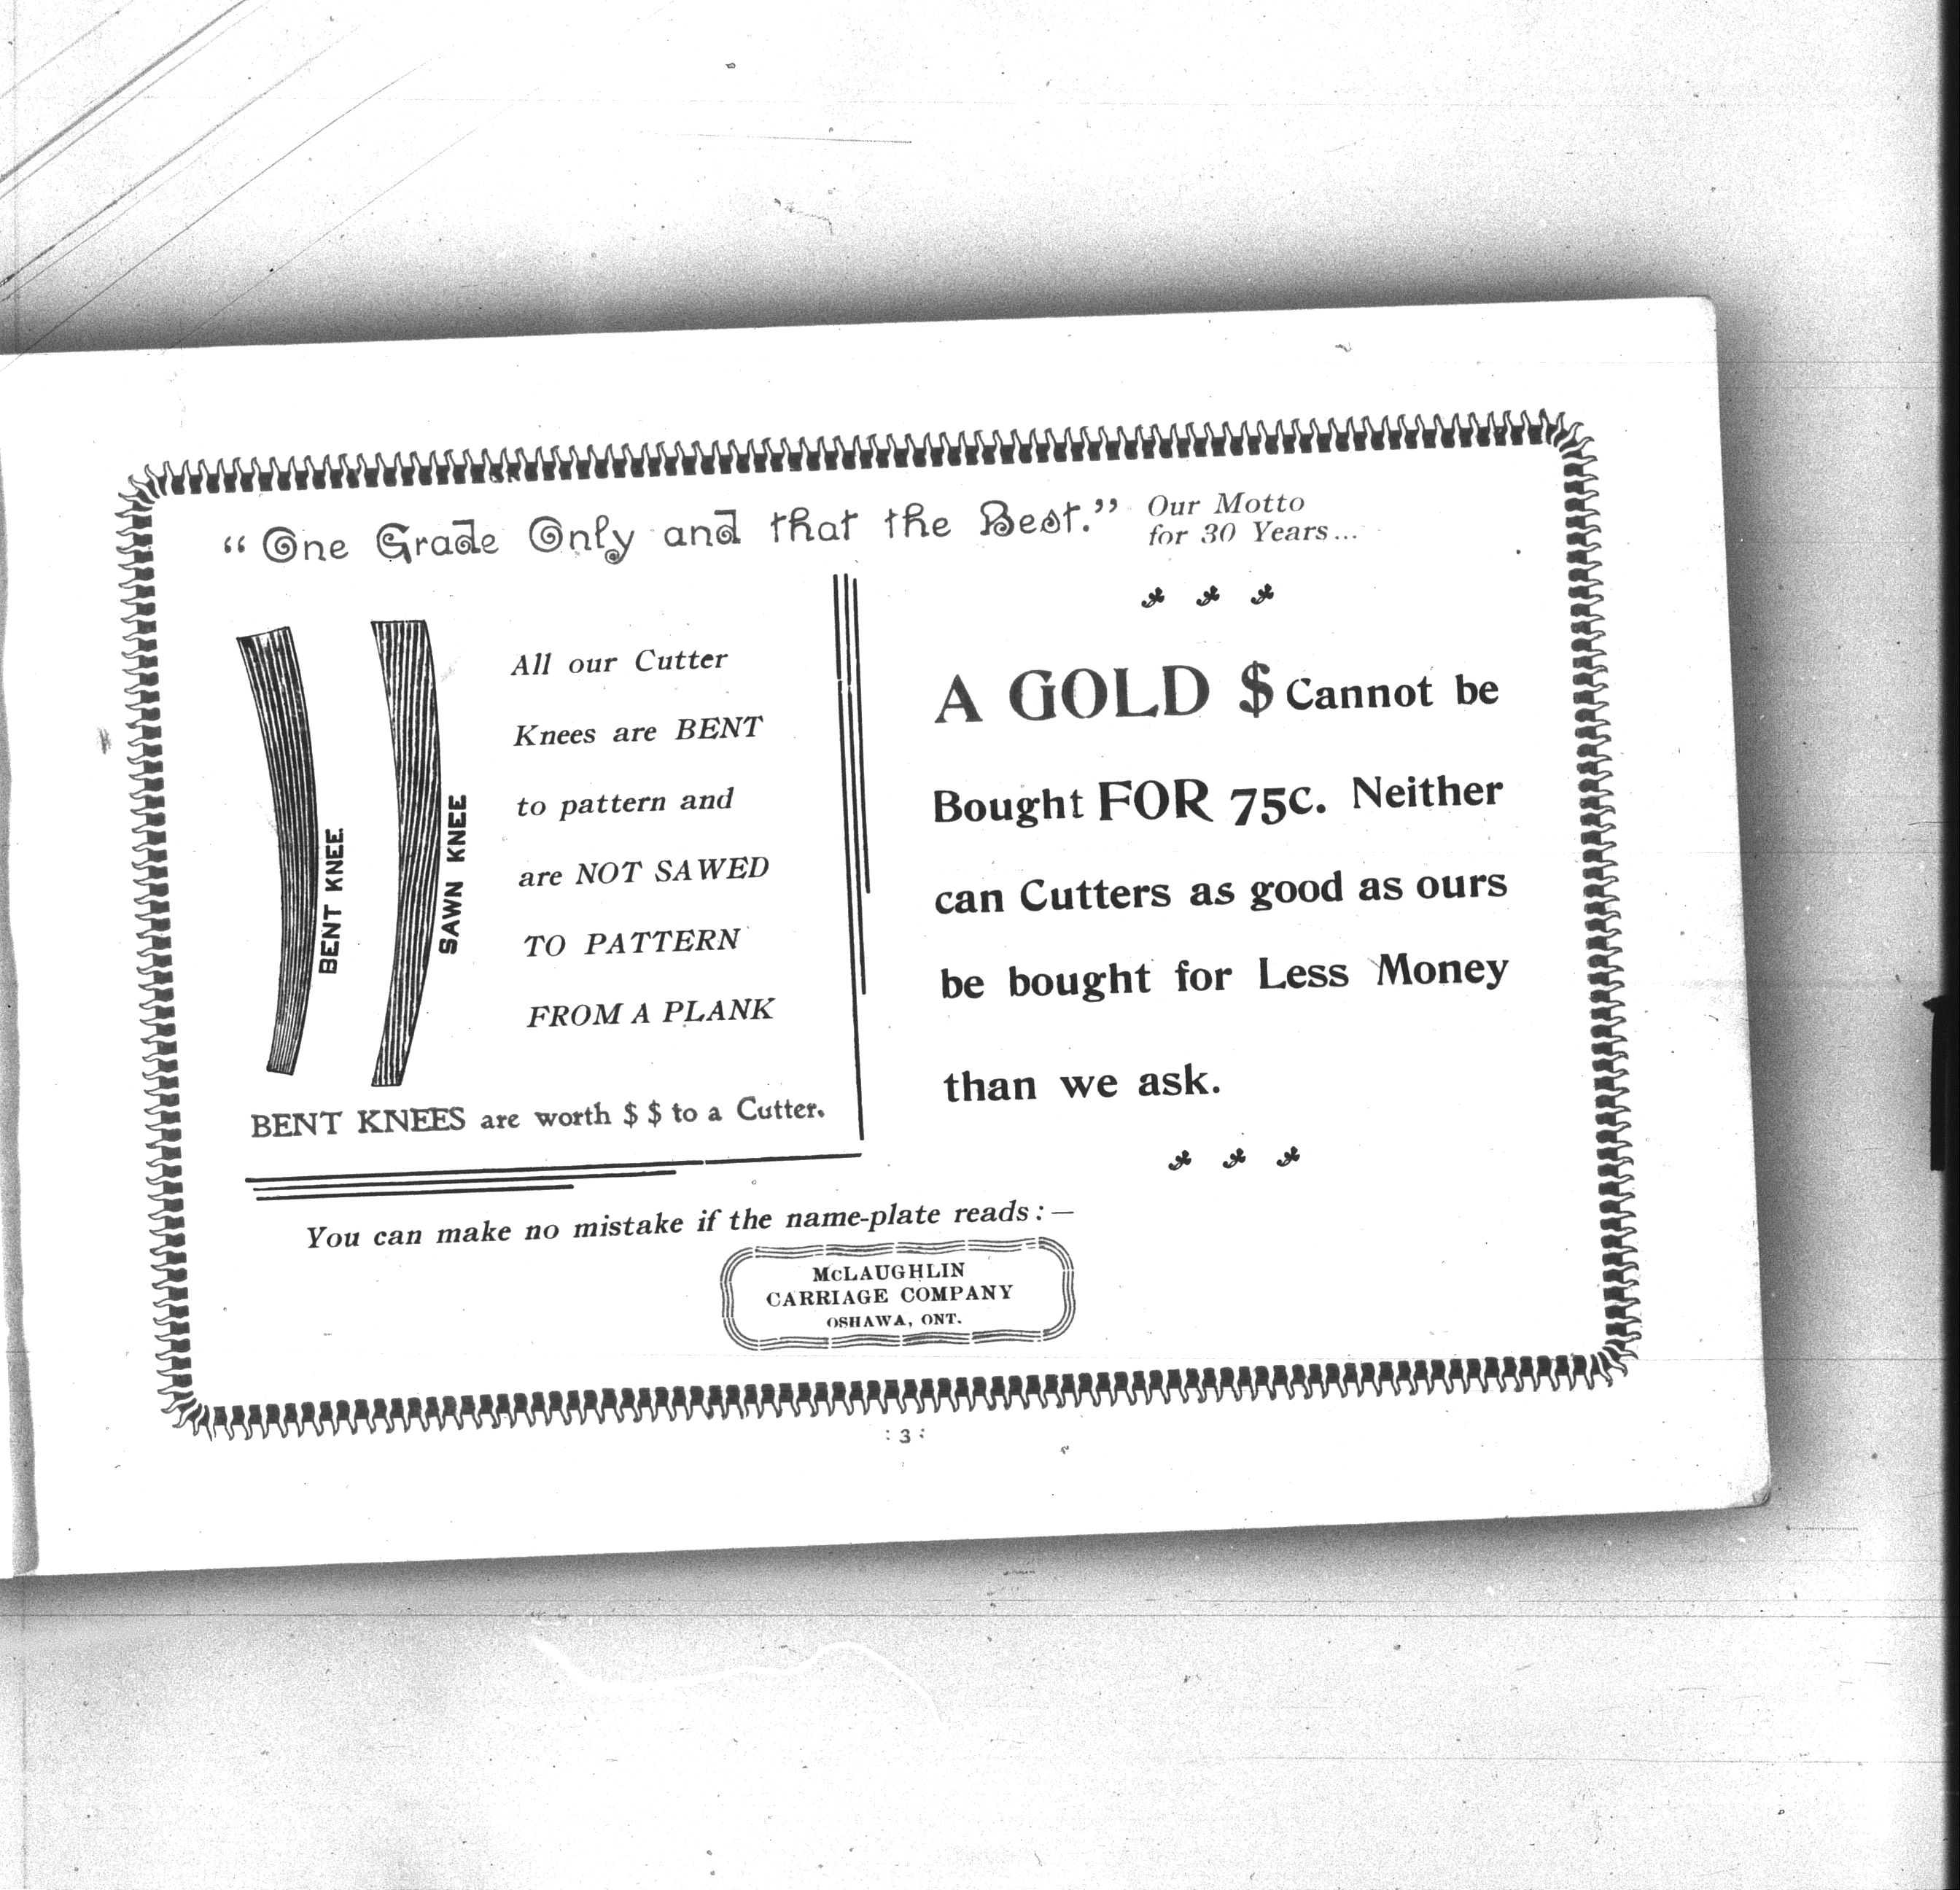 “One Grade Only and that the Best.”
Our Motto
for 30 Years...
BENT KNEE
SAWN KNEE
All our Cutter
Knees are BENT
to pattern and
are NOT SAWED
TO PATTERN
FROM A PLANK
BENT KNEES are worth $ $ to a Cutter.
A GOLD $ Cannot be
Bought FOR 75c. Neither
can Cutters as good as ours
be bought for Less Money
than we ask.
You can make no mistake if the name-plate reads:—
McLAUGHLIN
CARRIAGE COMPANY
OSHAWA, ONT.
: 3 :